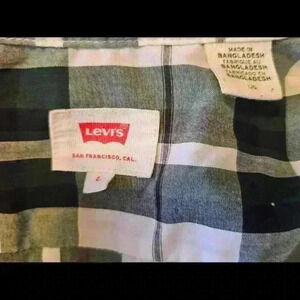 MADE IN
BANGLADESH
FABRIQUÉ AU
BANGLADESH
FABRICADO EN
BANGLADESH
LEVI'S
SAN FRANCISCO, CAL.